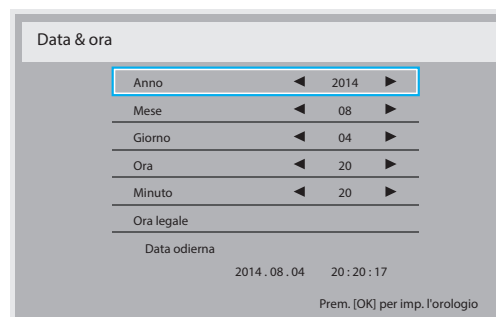 Data & ora
Anno ◀ 2014 ▶
Mese ◀ 08 ▶
Giorno ◀ 04 ▶
Ora ◀ 20 ▶
Minuto ◀ 20 ▶
Ora legale
Data odierna
2014 . 08 . 04 20 : 20 : 17
Prem. [OK] per imp. l'orologio